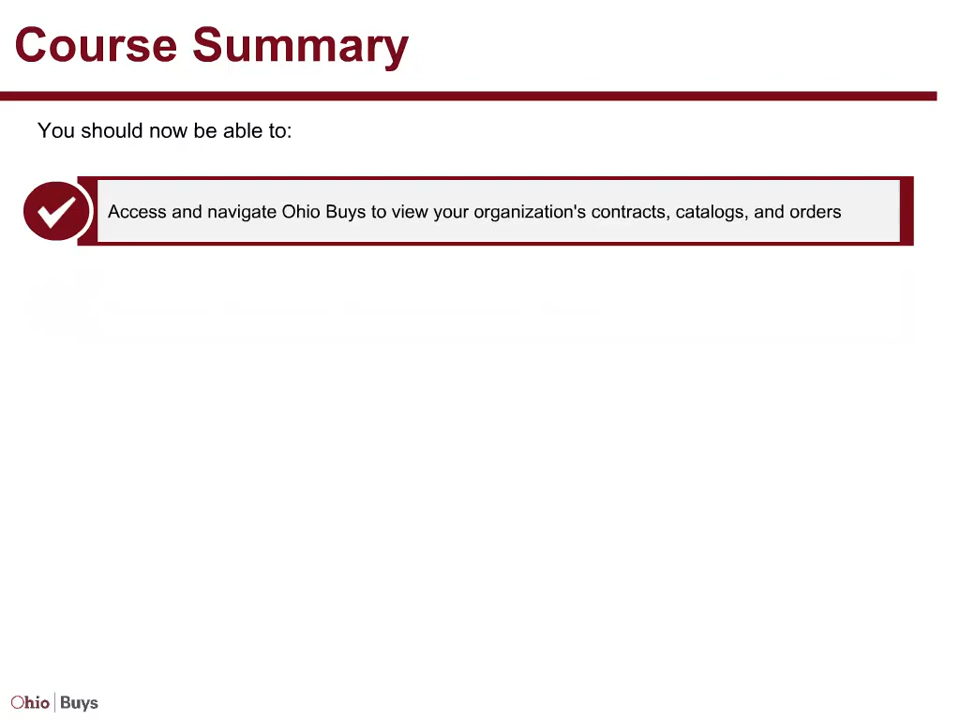 Course Summary
You should now be able to:
Access and navigate Ohio Buys to view your organization's contracts, catalogs, and orders
Ohio Buys